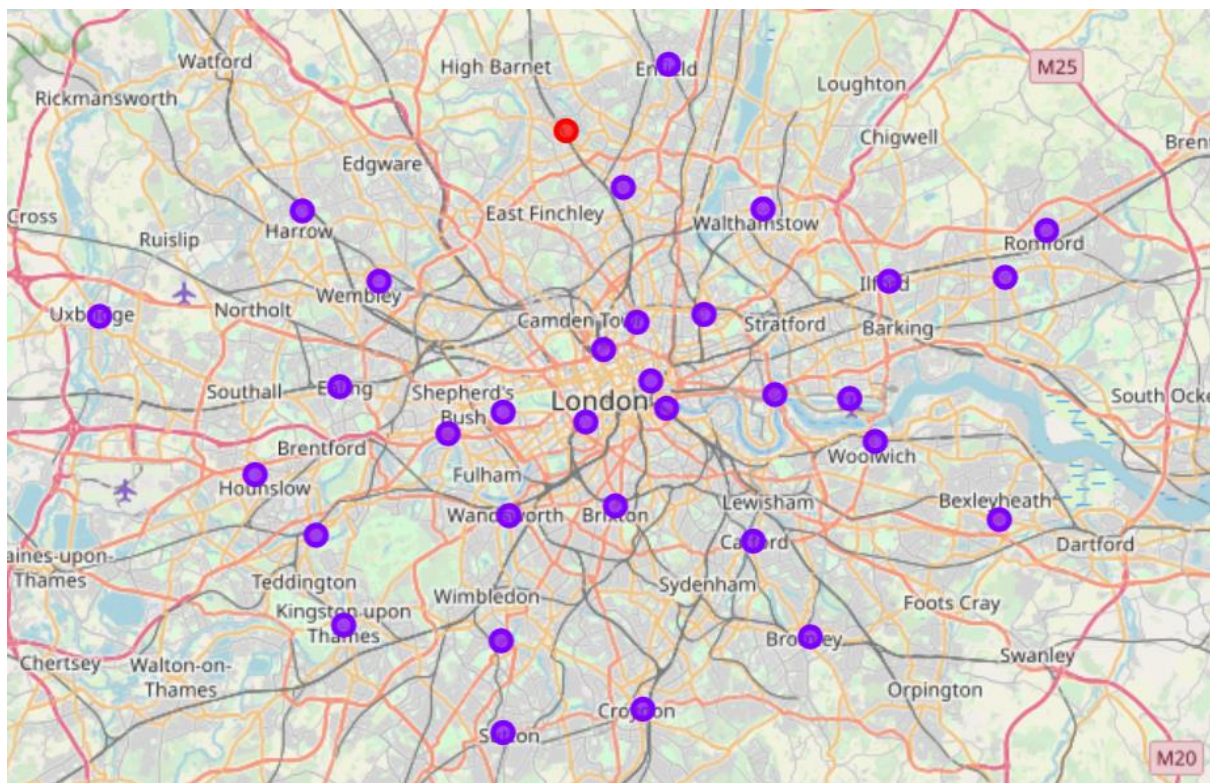 Watford
High Barnet
Enfield
M25
Loughton
Rickmansworth
Chigwell
Edgware
Brent
Cross
East Finchley
Walthamstow
Harrow
Ruislip
Romford
Ilford
Wembley
Uxbridge
Northolt
Camden Town
Stratford
Barking
Southall
Ealing
Shepherd's
Bush
London
South Ocke
Brentford
Woolwich
Fulham
Hounslow
Bexleyheath
Lewisham
Wandsworth
Brixton
Catford
Dartford
aines-upon-
Thames
Teddington
Sydenham
Wimbledon
Foots Cray
Kingston upon
Thames
Bromley
Swanley
Chertsey
Walton-on-
Thames
Orpington
Croydon
Sutton
M20